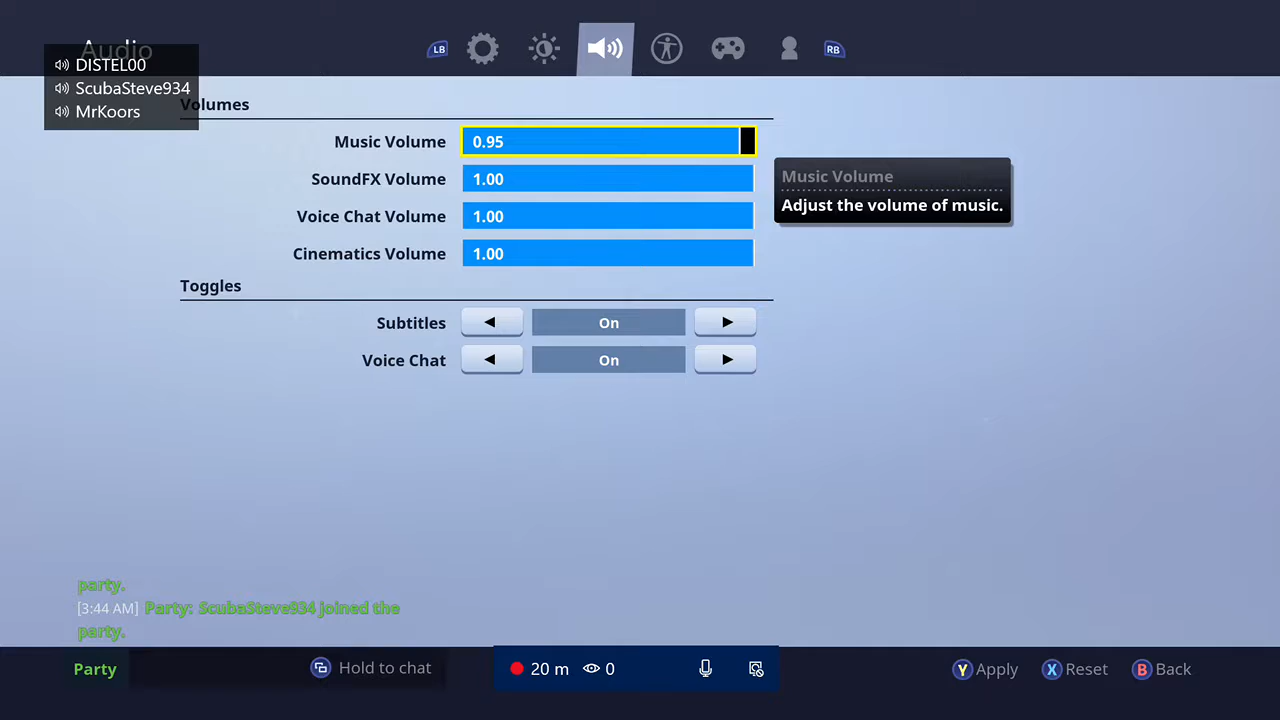 Audio
LB
RB
DISTEL00
ScubaSteve934
MrKoors
Volumes
Music Volume
0.95
SoundFX Volume
1.00
Voice Chat Volume
1.00
Cinematics Volume
1.00
Music Volume
Adjust the volume of music.
Toggles
Subtitles
On
Voice Chat
On
party.
[3:44 AM] Party: ScubaSteve934 joined the
party.
Party
Hold to chat
20 m
0
Y Apply
X Reset
B Back